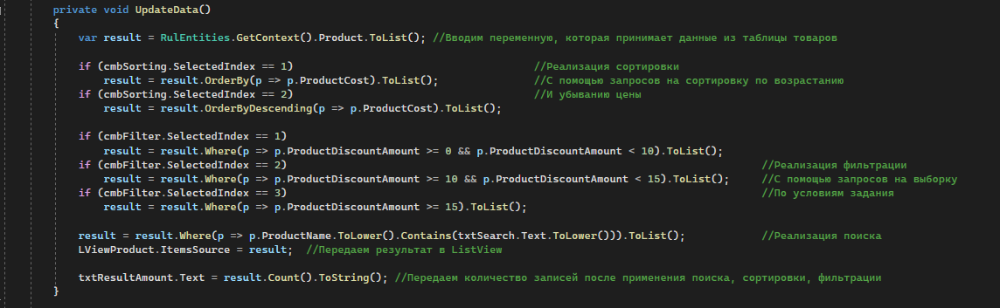 private void UpdateData()
{
var result = RulEntities.GetContext().Product.ToList(); //Вводим переменную, которая принимает данные из таблицы товаров
if (cmbSorting.SelectedIndex == 1) //Реализация сортировки
result = result.OrderBy(p => p.ProductCost).ToList(); //С помощью запросов на сортировку по возрастанию
if (cmbSorting.SelectedIndex == 2) //И убыванию цены
result = result.OrderByDescending(p => p.ProductCost).ToList();
if (cmbFilter.SelectedIndex == 1)
result = result.Where(p => p.ProductDiscountAmount >= 0 && p.ProductDiscountAmount < 10).ToList();
if (cmbFilter.SelectedIndex == 2) //Реализация фильтрации
result = result.Where(p => p.ProductDiscountAmount >= 10 && p.ProductDiscountAmount < 15).ToList(); //С помощью запросов на выборку
if (cmbFilter.SelectedIndex == 3) //По условиям задания
result = result.Where(p => p.ProductDiscountAmount >= 15).ToList();
result = result.Where(p => p.ProductName.ToLower().Contains(txtSearch.Text.ToLower())).ToList(); //Реализация поиска
LViewProduct.ItemsSource = result; //Передаем результат в ListView
txtResultAmount.Text = result.Count().ToString(); //Передаем количество записей после применения поиска, сортировки, фильтрации
}